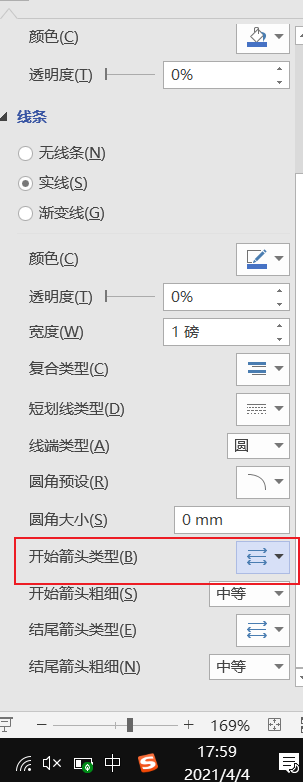 颜色(C)
透明度(T) 0%
线条
无线条(N)
实线(S)
渐变线(G)
颜色(C)
透明度(T) 0%
宽度(W) 1 磅
复合类型(C)
短划线类型(D)
线端类型(A) 圆
圆角预设(R)
圆角大小(S) 0 mm
开始箭头类型(B)
开始箭头粗细(S) 中等
结尾箭头类型(E)
结尾箭头粗细(N) 中等
169%
中 S 17:59
2021/4/4